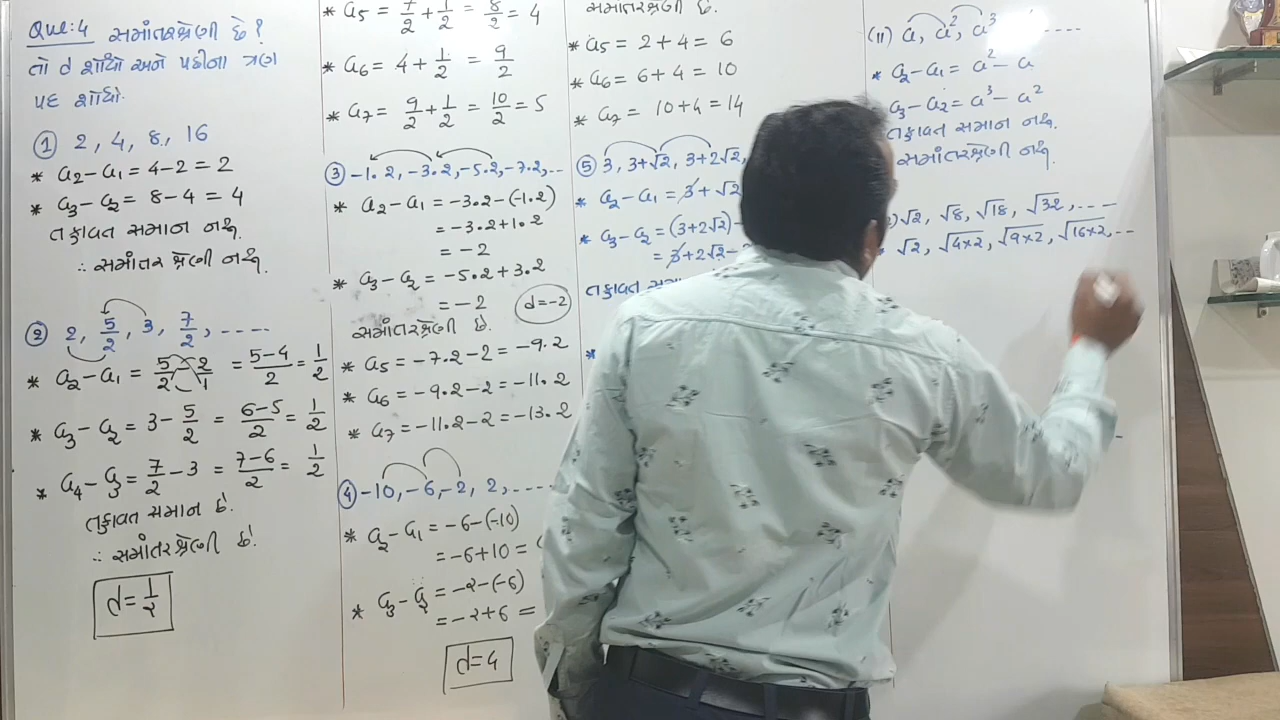 Que:4 સમાંતરશ્રેણી છે?
તો d શોધો અને પછીના ત્રણ
પદ શોધો.
① 2, 4, 8, 16
* a₂-a₁ = 4-2 = 2
* a₃-a₂ = 8-4 = 4
તફાવત સમાન નથી.
∴ સમાંતર શ્રેણી નથી.
② 2, 5/2, 3, 7/2, ....
* a₂-a₁ = 5/2 - 2/1 = (5-4)/2 = 1/2
* a₃-a₂ = 3 - 5/2 = (6-5)/2 = 1/2
* a₄-a₃ = 7/2 - 3 = (7-6)/2 = 1/2
તફાવત સમાન છે.
∴ સમાંતરશ્રેણી છે.
d=1/2
* a₅ = 7/2 + 1/2 = 8/2 = 4
* a₆ = 4 + 1/2 = 9/2
* a₇ = 9/2 + 1/2 = 10/2 = 5
③ -1.2, -3.2, -5.2, -7.2, ...
* a₂-a₁ = -3.2-(-1.2)
= -3.2+1.2
= -2
* a₃-a₂ = -5.2+3.2
= -2
d=-2
સમાંતરશ્રેણી છે.
* a₅ = -7.2-2 = -9.2
* a₆ = -9.2-2 = -11.2
* a₇ = -11.2-2 = -13.2
④ -10, -6, -2, 2, ....
* a₂-a₁ = -6-(-10)
= -6+10 =
* a₃-a₂ = -2-(-6)
= -2+6 =
d=4
સમાંતરશ્રેણી છે.
* a₅ = 2+4 = 6
* a₆ = 6+4 = 10
* a₇ = 10+4 = 14
⑤ 3, 3+√2, 3+2√2,
* a₂-a₁ = 3+√2
* a₃-a₂ = (3+2√2)-
= 3+2√2-
તફાવત
*
(11) a, a², a³ ....
* a₂-a₁ = a²-a
a₃-a₂ = a³-a²
તફાવત સમાન નથી.
સમાંતરશ્રેણી નથી.
) √2, √8, √18, √32, ....
√2, √4×2, √9×2, √16×2, ..